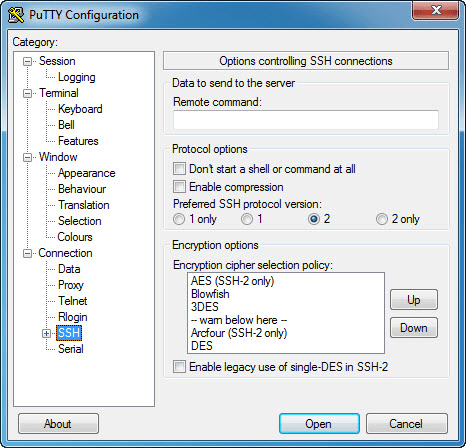 PuTTY Configuration
Category:
Session
Logging
Terminal
Keyboard
Bell
Features
Window
Appearance
Behaviour
Translation
Selection
Colours
Connection
Data
Proxy
Telnet
Rlogin
SSH
Serial
Options controlling SSH connections
Data to send to the server
Remote command:
Protocol options
Don't start a shell or command at all
Enable compression
Preferred SSH protocol version:
1 only 1 2 2 only
Encryption options
Encryption cipher selection policy:
AES (SSH-2 only)
Blowfish
3DES
-- warn below here --
Arcfour (SSH-2 only)
DES
Up
Down
Enable legacy use of single-DES in SSH-2
About Open Cancel